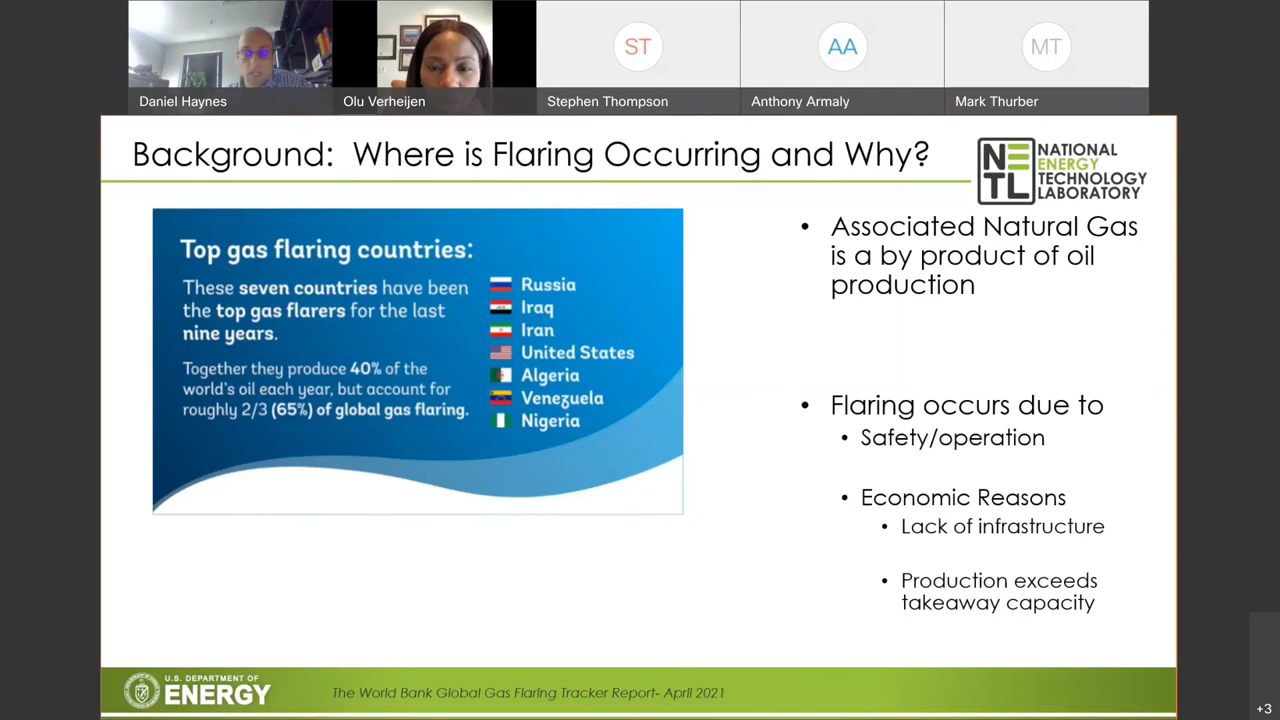 ST
AA
MT
Daniel Haynes
Olu Verheijen
Stephen Thompson
Anthony Armaly
Mark Thurber
Background:  Where is Flaring Occurring and Why?
NE
TL
NATIONAL
ENERGY
TECHNOLOGY
LABORATORY
Top gas flaring countries:
These seven countries have been
the top gas flarers for the last
nine years.
Together they produce 40% of the
world's oil each year, but account for
roughly 2/3 (65%) of global gas flaring.
Russia
Iraq
Iran
United States
Algeria
Venezuela
Nigeria
• Associated Natural Gas
is a by product of oil
production
• Flaring occurs due to
• Safety/operation
• Economic Reasons
• Lack of infrastructure
• Production exceeds
takeaway capacity
U.S. DEPARTMENT OF
ENERGY
The World Bank Global Gas Flaring Tracker Report- April 2021
+3